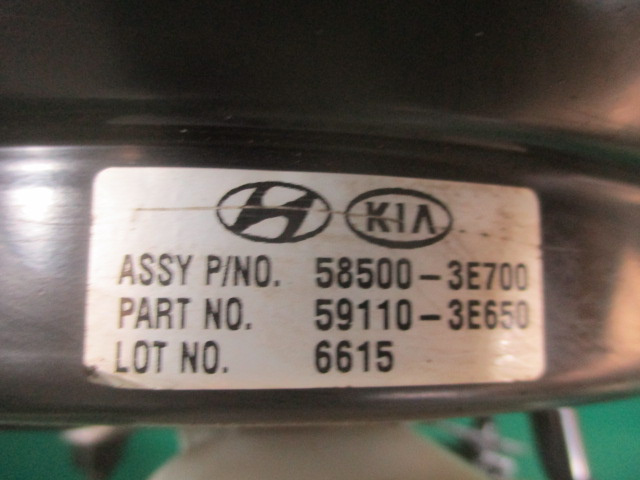 KIA
ASSY P/NO. 58500-3E700
PART NO. 59110-3E650
LOT NO. 6615